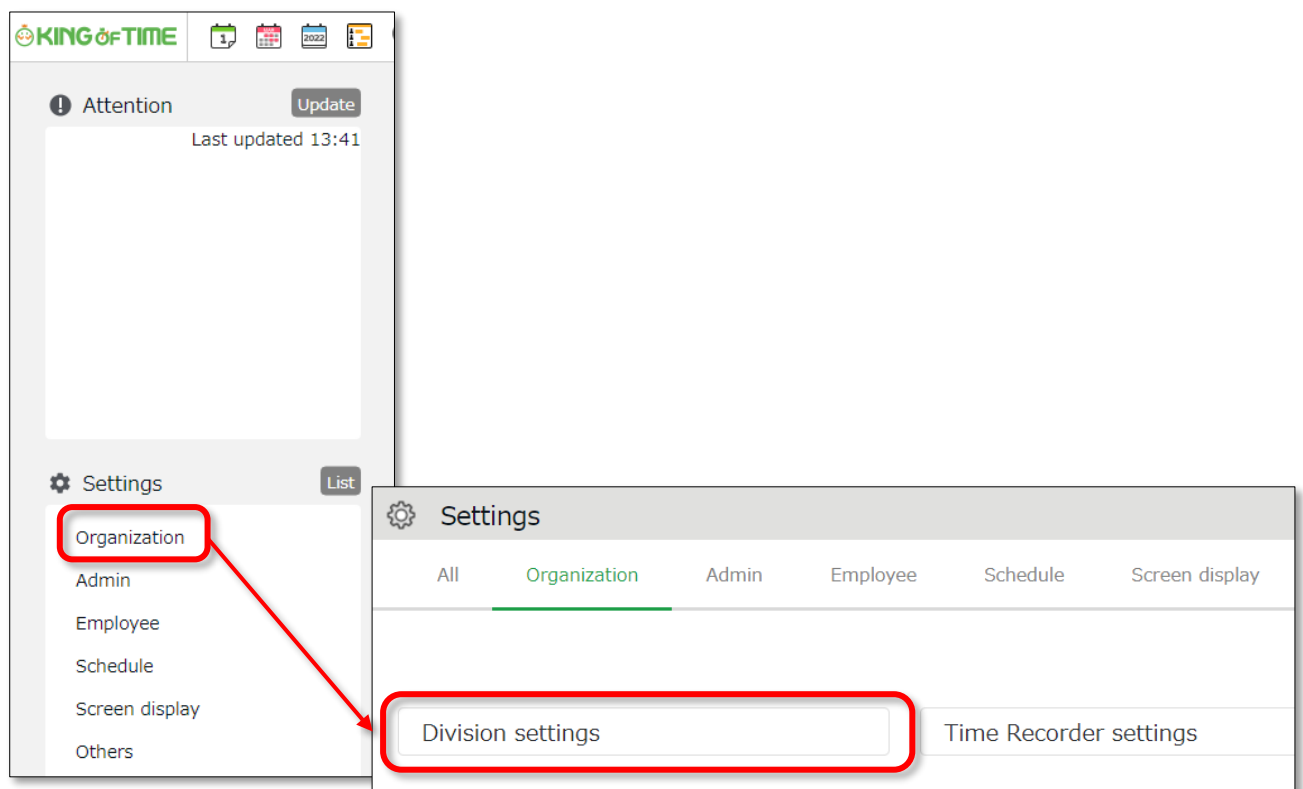 KING OF TIME
1
2022
Attention
Update
Last updated 13:41
Settings
List
Organization
Admin
Employee
Schedule
Screen display
Others
Settings
All Organization Admin Employee Schedule Screen display
Division settings
Time Recorder settings